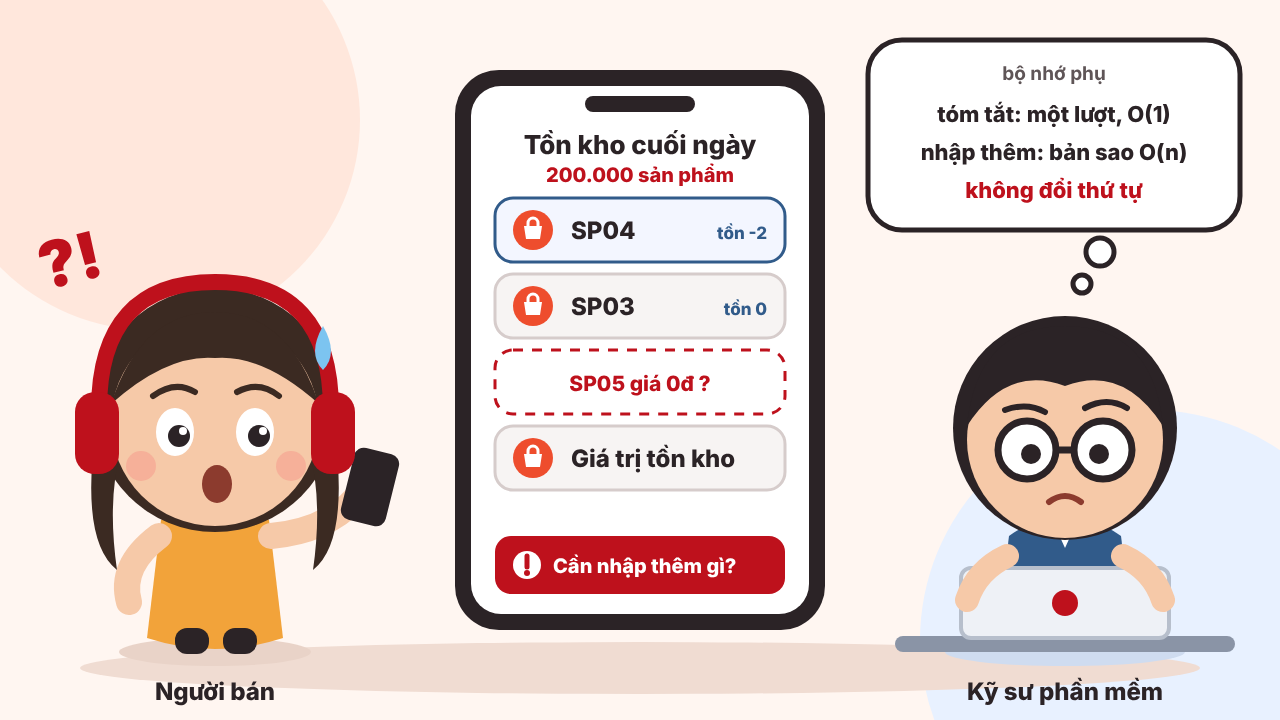 ?!
Tồn kho cuối ngày
200.000 sản phẩm
SP04
tồn -2
SP03
tồn 0
SP05 giá 0đ ?
Giá trị tồn kho
Cần nhập thêm gì?
bộ nhớ phụ
tóm tắt: một lượt, O(1)
nhập thêm: bản sao O(n)
không đổi thứ tự
Người bán
Kỹ sư phần mềm